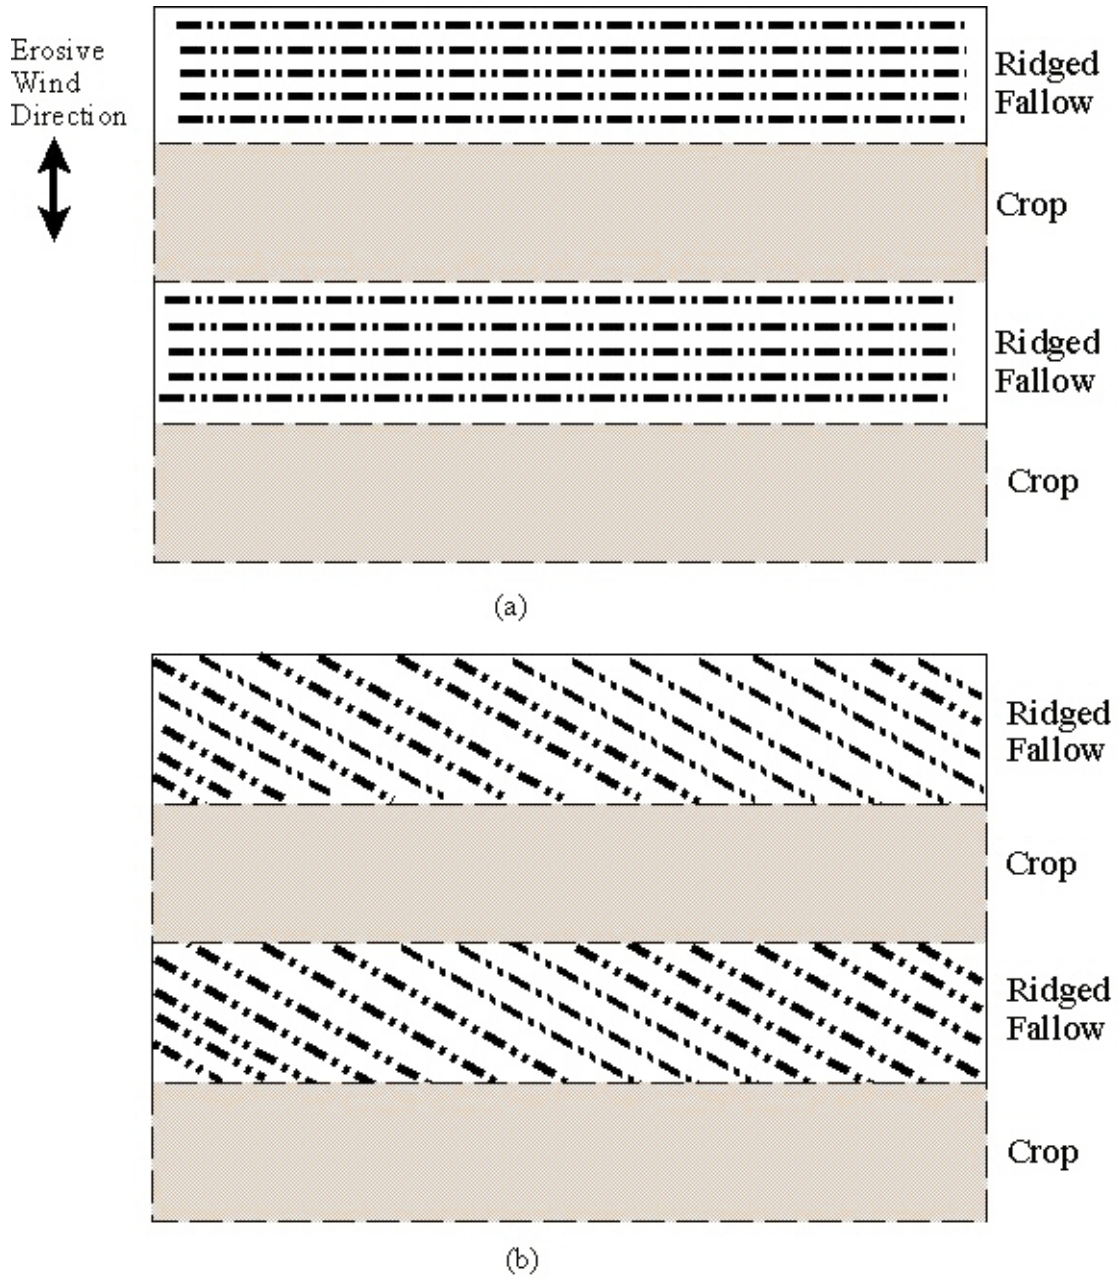 Erosive
Wind
Direction
Ridged
Fallow
Crop
Ridged
Fallow
Crop
(a)
Ridged
Fallow
Crop
Ridged
Fallow
Crop
(b)